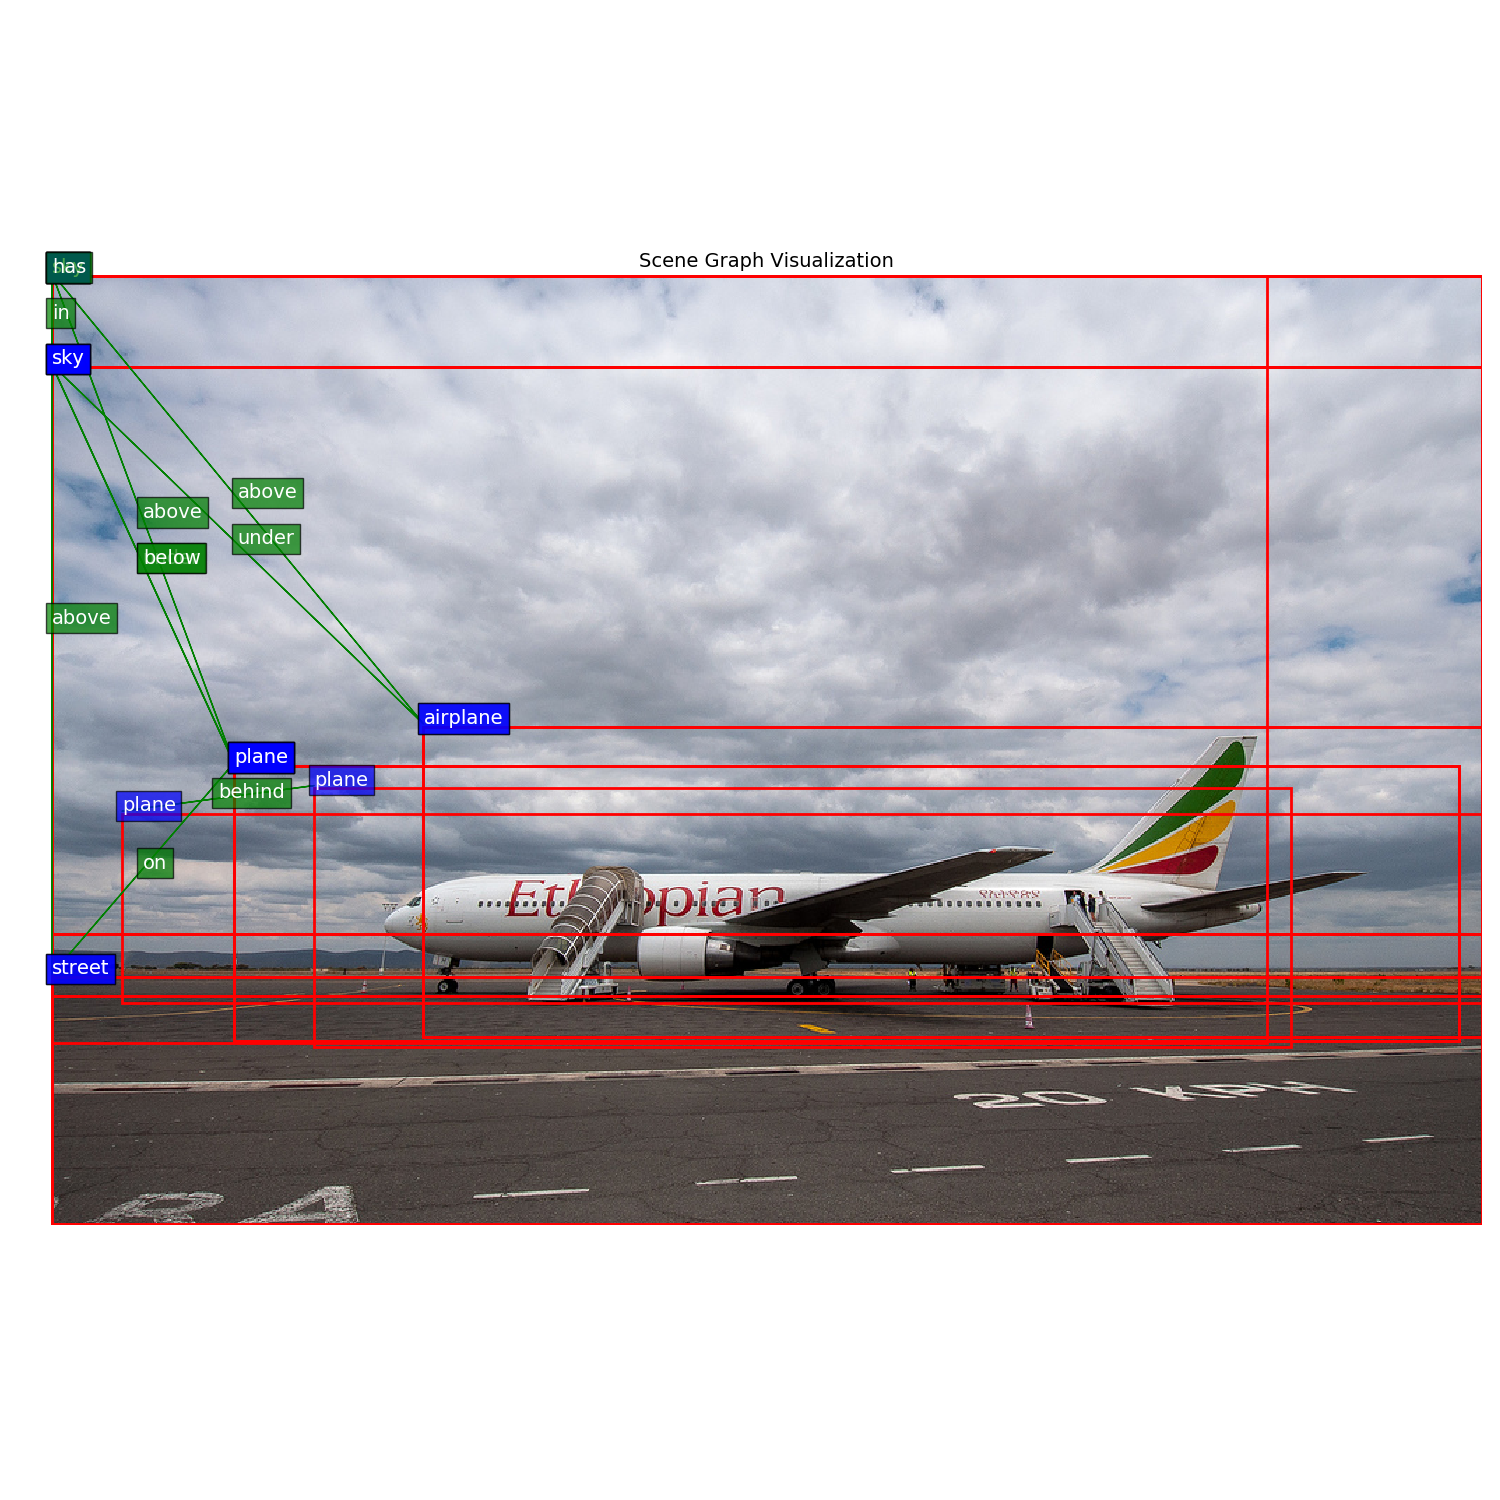 Scene Graph Visualization
has
in
sky
above
above
under
below
above
airplane
plane
plane
behind
plane
on
street
20 KPH